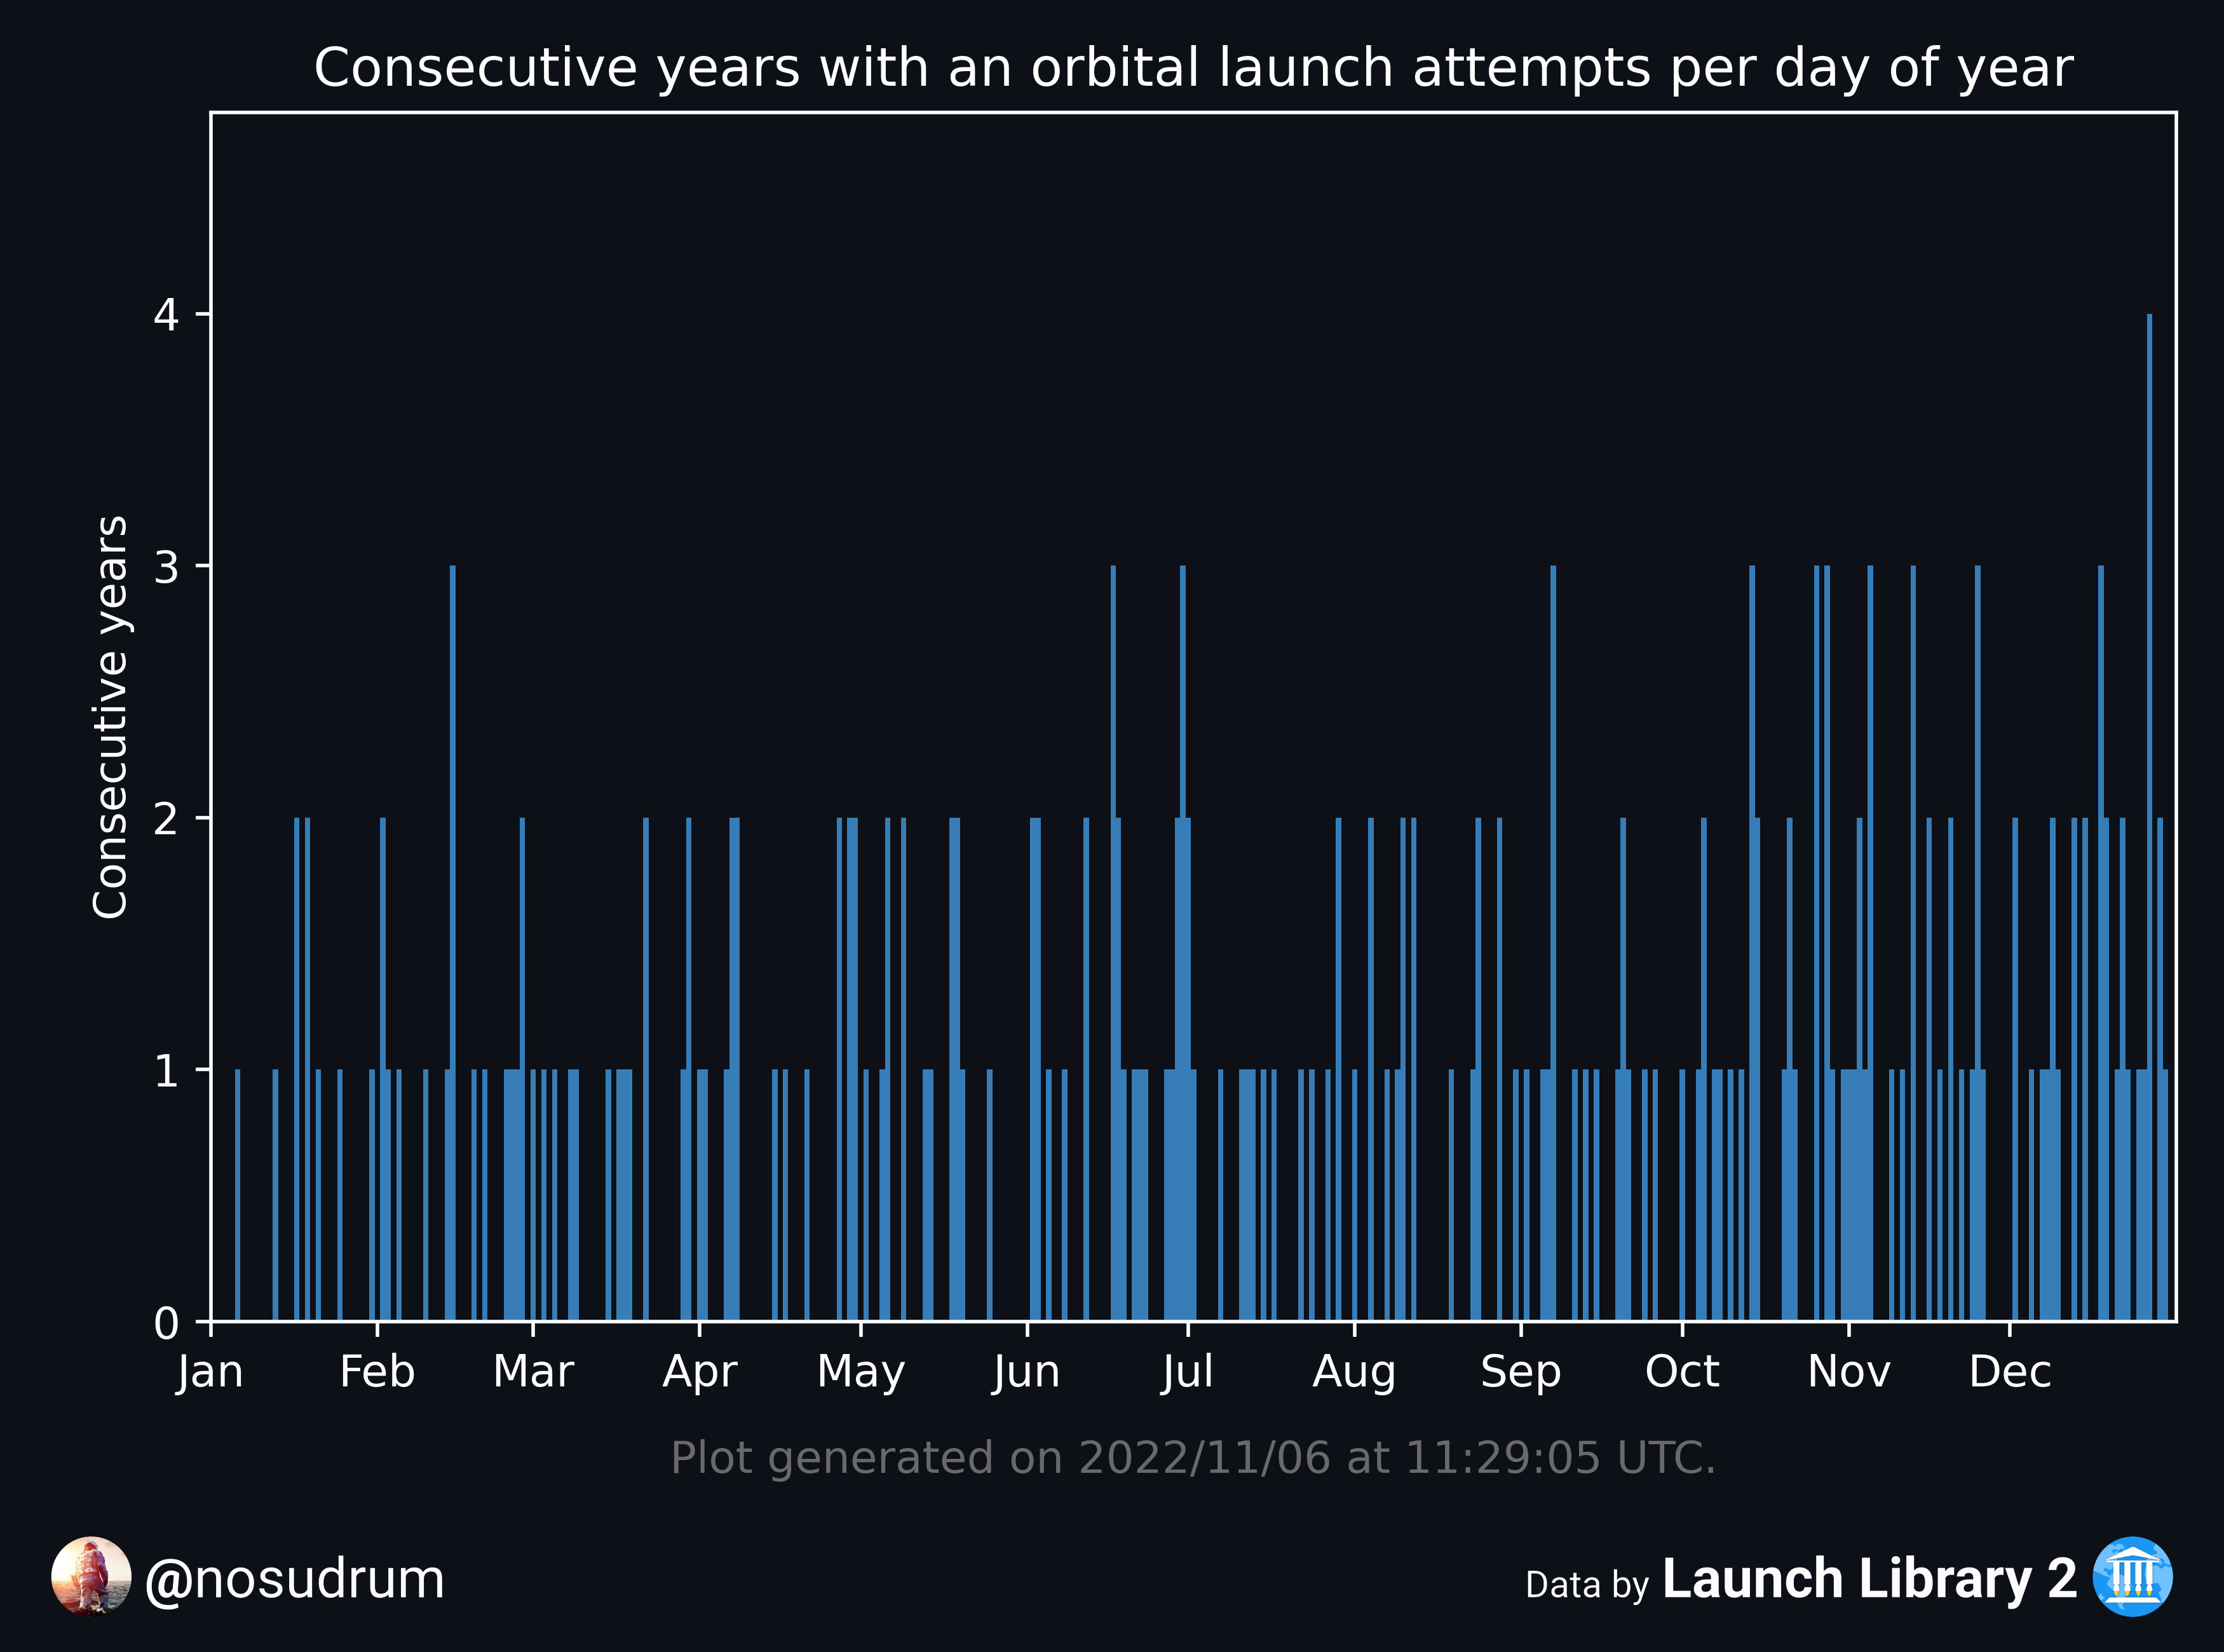 Consecutive years with an orbital launch attempts per day of year
Consecutive years
4
3
2
1
0
Jan Feb Mar Apr May Jun Jul Aug Sep Oct Nov Dec
Plot generated on 2022/11/06 at 11:29:05 UTC.
@nosudrum
Data by Launch Library 2